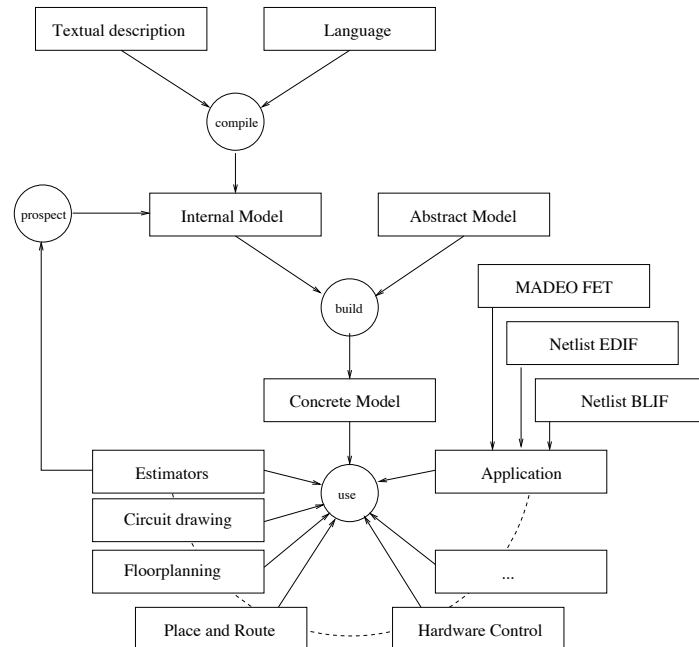 Textual description
Language
compile
prospect
Internal Model
Abstract Model
MADEO FET
build
Netlist EDIF
Concrete Model
Netlist BLIF
Estimators
Application
use
Circuit drawing
Floorplanning
...
Place and Route
Hardware Control